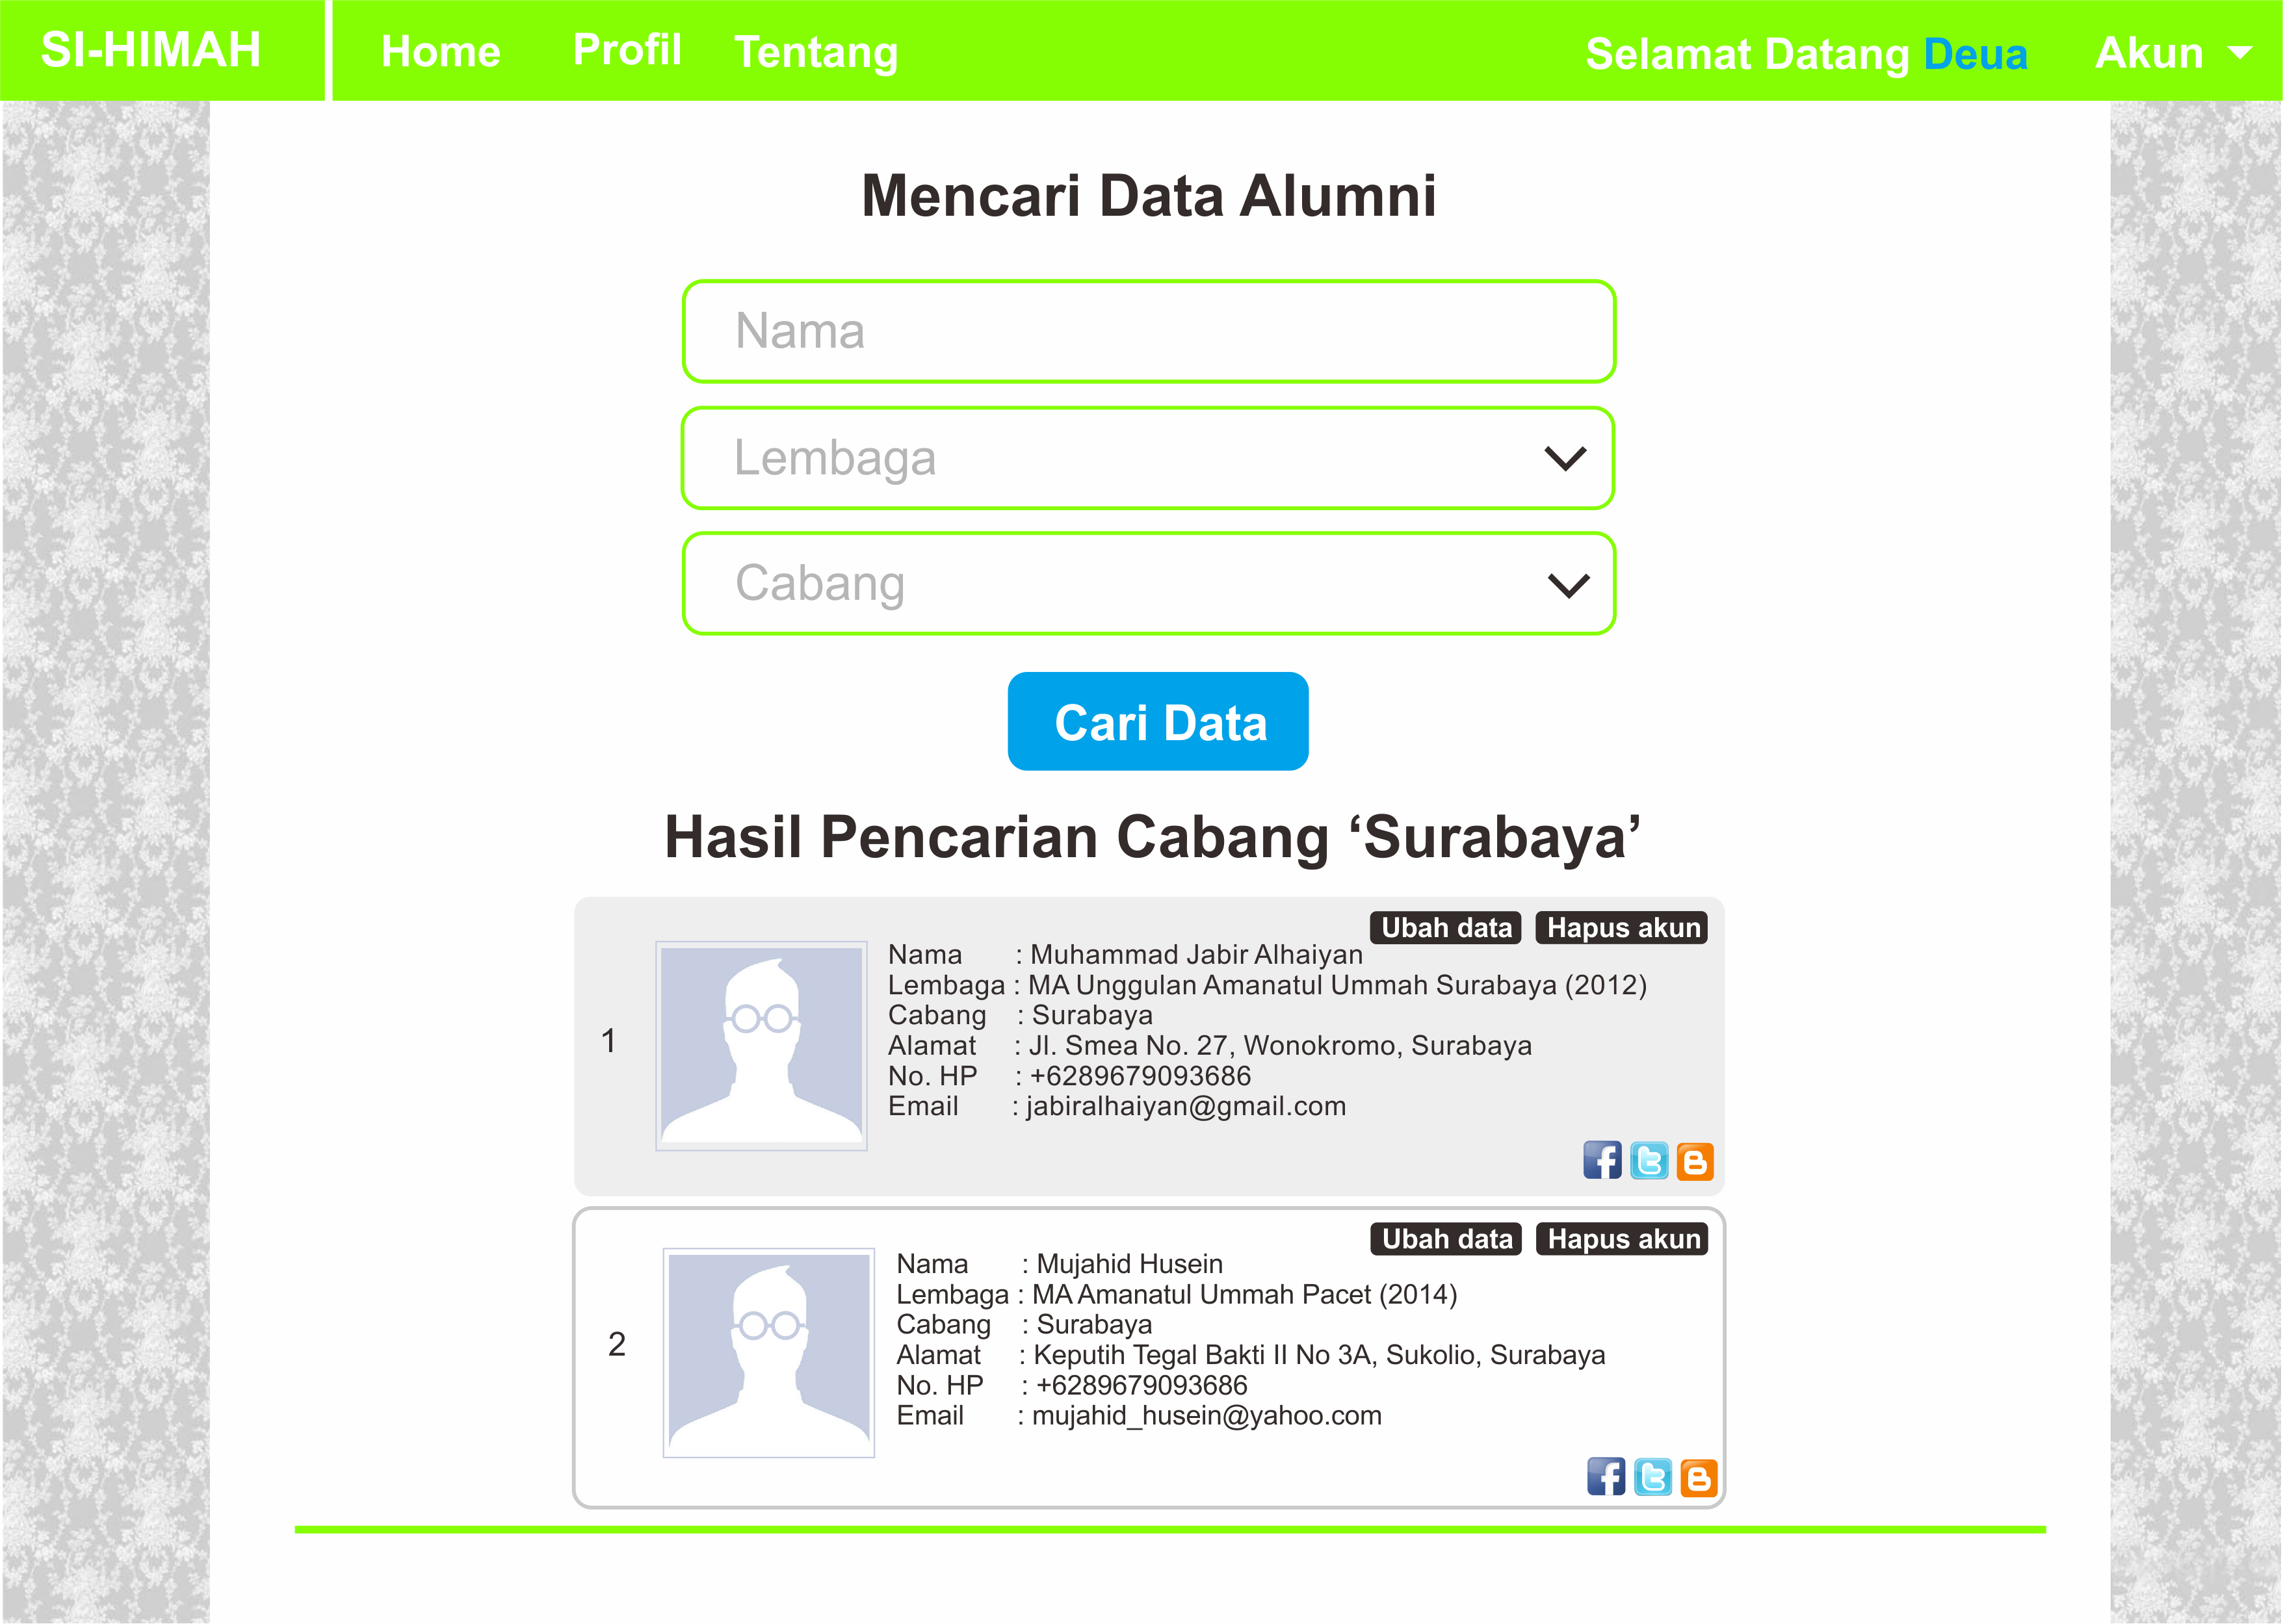 SI-HIMAH Home Profil Tentang Selamat Datang Deua Akun
Mencari Data Alumni
Nama
Lembaga
Cabang
Cari Data
Hasil Pencarian Cabang ‘Surabaya’
Ubah data Hapus akun
1
Nama : Muhammad Jabir Alhaiyan
Lembaga : MA Unggulan Amanatul Ummah Surabaya (2012)
Cabang : Surabaya
Alamat : Jl. Smea No. 27, Wonokromo, Surabaya
No. HP : +6289679093686
Email : jabiralhaiyan@gmail.com
Ubah data Hapus akun
2
Nama : Mujahid Husein
Lembaga : MA Amanatul Ummah Pacet (2014)
Cabang : Surabaya
Alamat : Keputih Tegal Bakti II No 3A, Sukolio, Surabaya
No. HP : +6289679093686
Email : mujahid_husein@yahoo.com